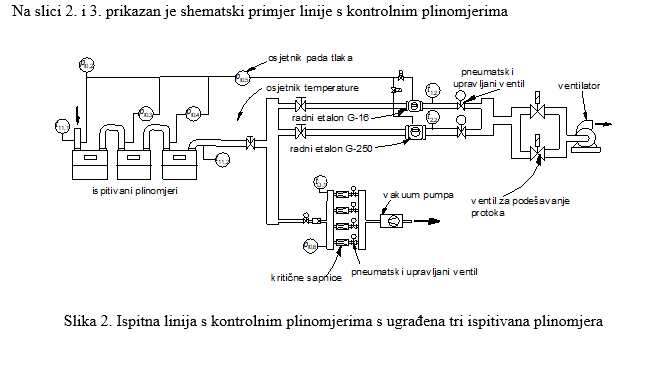 Na slici 2. i 3. prikazan je shematski primjer linije s kontrolnim plinomjerima
osjetnik pada tlaka
pneumatski
upravljani ventil
ventilator
osjetnik temperature
radni etalon G-16
radni etalon G-250
ispitivani plinomjeri
vakuum pumpa
ventil za podešavanje
protoka
kritične sapnice
pneumatski upravljani ventil
Slika 2. Ispitna linija s kontrolnim plinomjerima s ugrađena tri ispitivana plinomjera